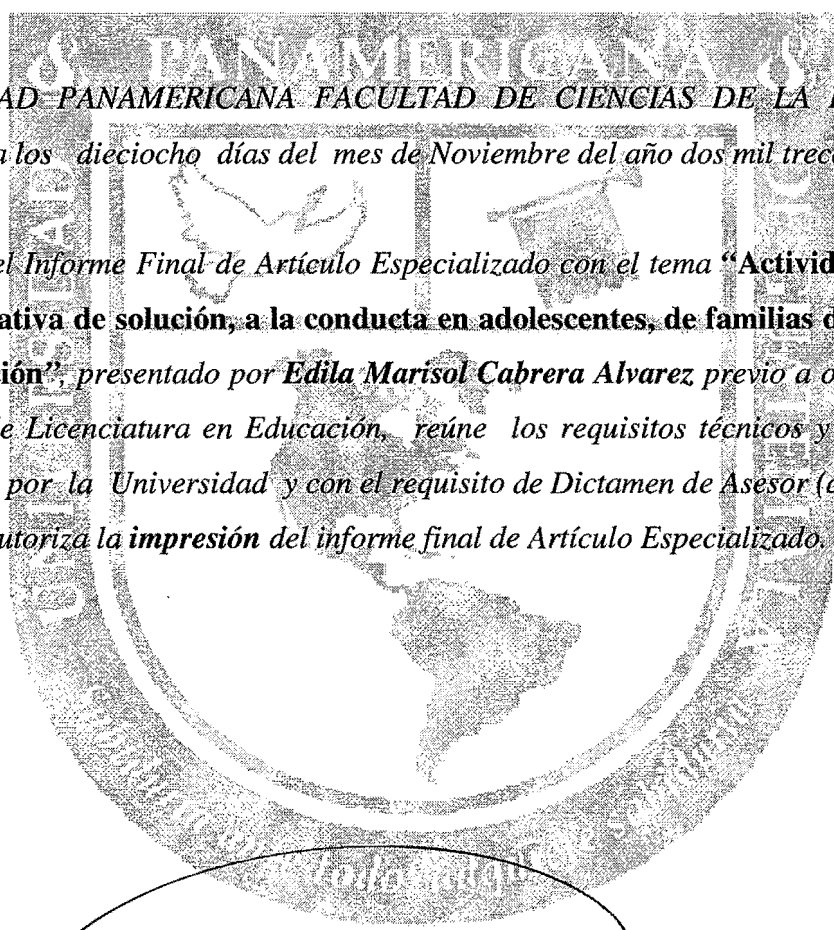 PANAMERICANA
AD PANAMERICANA FACULTAD DE CIENCIAS DE LA
a los dieciocho días del mes de Noviembre del año dos mil trece
el Informe Final de Artículo Especializado con el tema “Activid
ativa de solución, a la conducta en adolescentes, de familias d
ión”, presentado por Edila Marisol Cabrera Alvarez previo a o
e Licenciatura en Educación, reúne los requisitos técnicos y
por la Universidad y con el requisito de Dictamen de Asesor (
utoriza la impresión del informe final de Artículo Especializado.